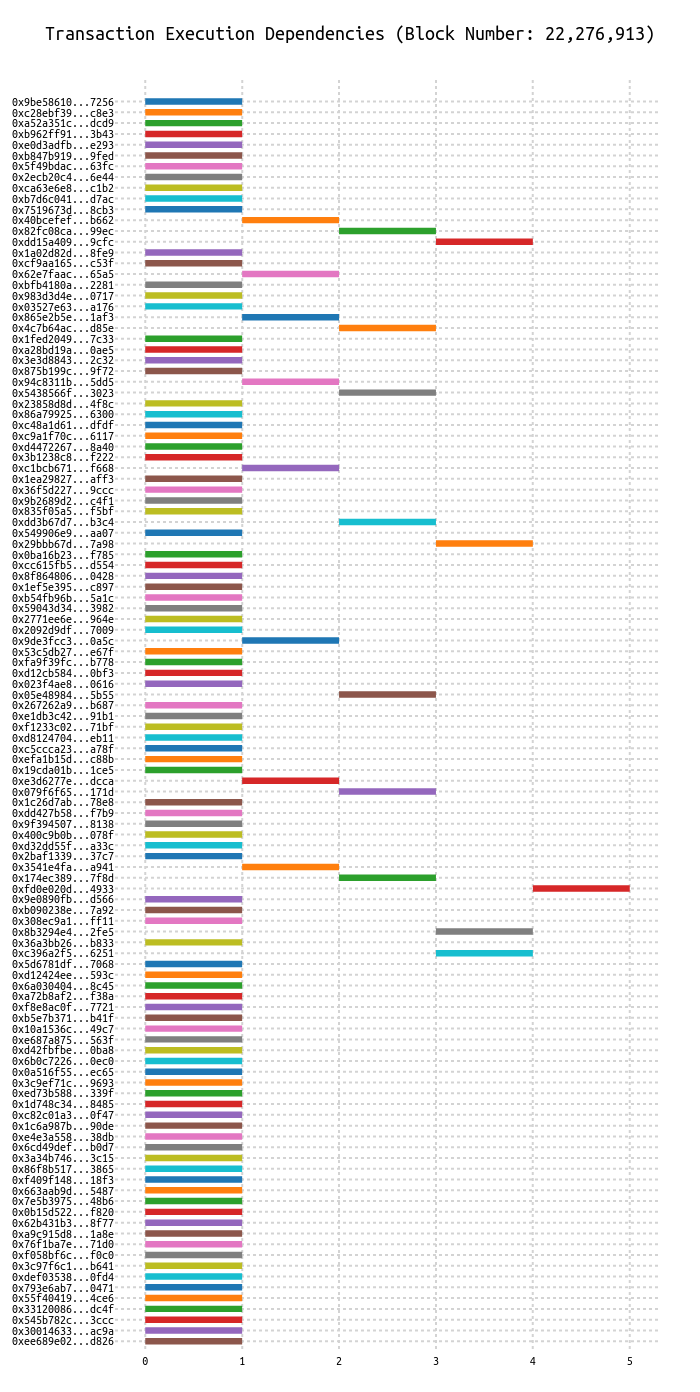 Transaction Execution Dependencies (Block Number: 22,276,913)
0x9be58610...7256
0xc28ebf39...c8e3
0xa52a351c...dcd9
0xb962ff91...3b43
0xe0d3adfb...e293
0xb847b919...9fed
0x5f49bdac...63fc
0x2ecb20c4...6e44
0xca63e6e8...c1b2
0xb7d6c041...d7ac
0x7519673d...8cb3
0x40bcefef...b662
0x82fc08ca...99ec
0xdd15a409...9cfc
0x1a02d82d...8fe9
0xcf9aa165...c53f
0x62e7faac...65a5
0xbfb4180a...2281
0x983d3d4e...0717
0x03527e63...a176
0x865e2b5e...1af3
0x4c7b64ac...d85e
0x1fed2049...7c33
0xa28bd19a...0ae5
0x3e3d8843...2c32
0x875b199c...9f72
0x94c8311b...5dd5
0x5438566f...3023
0x23858d8d...4f8c
0x86a79925...6300
0xc48a1d61...dfdf
0xc9a1f70c...6117
0xd4472267...8a40
0x3b1238c8...f222
0xc1bcb671...f668
0x1ea29827...aff3
0x36f5d227...9ccc
0x9b2689d2...c4f1
0x835f05a5...f5bf
0xdd3b67d7...b3c4
0x549906e9...aa07
0x29bbb67d...7a98
0x0ba16b23...f785
0xcc615fb5...d554
0x8f864806...0428
0x1ef5e395...c897
0xb54fb96b...5a1c
0x59043d34...3982
0x2771ee6e...964e
0x2092d9df...7009
0x9de3fcc3...0a5c
0x53c5db27...e67f
0xfa9f39fc...b778
0xd12cb584...0bf3
0x023f4ae8...0616
0x05e48984...5b55
0x267262a9...b687
0xe1db3c42...91b1
0xf1233c02...71bf
0xd8124704...eb11
0xc5ccca23...a78f
0xefa1b15d...c88b
0x19cda01b...1ce5
0xe3d6277e...dcca
0x079f6f65...171d
0x1c26d7ab...78e8
0xdd427b58...f7b9
0x9f394507...8138
0x400c9b0b...078f
0xd32dd55f...a33c
0x2baf1339...37c7
0x3541e4fa...a941
0x174ec389...7f8d
0xfd0e020d...4933
0x9e0890fb...d566
0xb090238e...7a92
0x308ec9a1...ff11
0x8b3294e4...2fe5
0x36a3bb26...b833
0xc396a2f5...6251
0x5d6781df...7068
0xd12424ee...593c
0x6a030404...8c45
0xa72b8af2...f38a
0xf8e8ac0f...7721
0xb5e7b371...b41f
0x10a1536c...49c7
0xe687a875...563f
0xd42fbfbe...0ba8
0x6b0c7226...0ec0
0x0a516f55...ec65
0x3c9ef71c...9693
0xed73b588...339f
0x1d748c34...8485
0xc82c01a3...0f47
0x1c6a987b...90de
0xe4e3a558...38db
0x6cd49def...b0d7
0x3a34b746...3c15
0x86f8b517...3865
0xf409f148...18f3
0x663aab9d...5487
0x7e5b3975...48b6
0x0b15d522...f820
0x62b431b3...8f77
0xa9c915d8...1a8e
0x76f1ba7e...71d0
0xf058bf6c...f0c0
0x3c97f6c1...b641
0xdef03538...0fd4
0x793e6ab7...0471
0x55f40419...4ce6
0x33120086...dc4f
0x545b782c...3ccc
0x30014633...ac9a
0xee689e02...d826
0 1 2 3 4 5